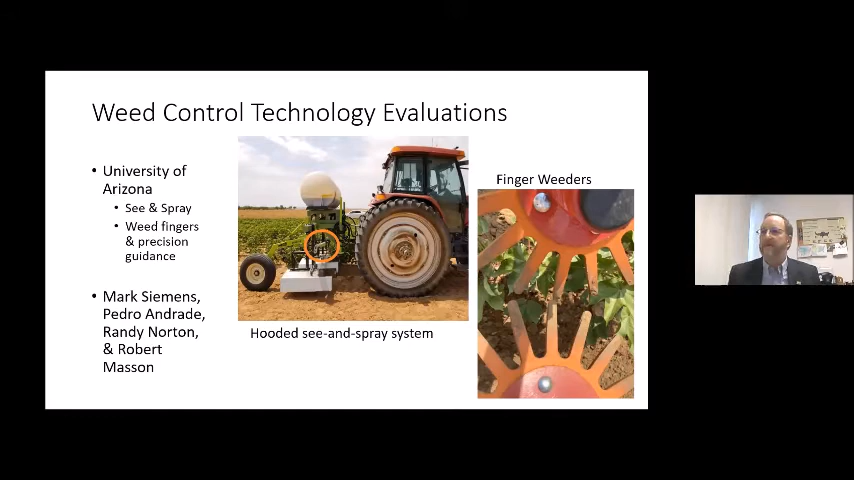 Weed Control Technology Evaluations
• University of
Arizona
• See & Spray
• Weed fingers
& precision
guidance
• Mark Siemens,
Pedro Andrade,
Randy Norton,
& Robert
Masson
Hooded see-and-spray system
Finger Weeders